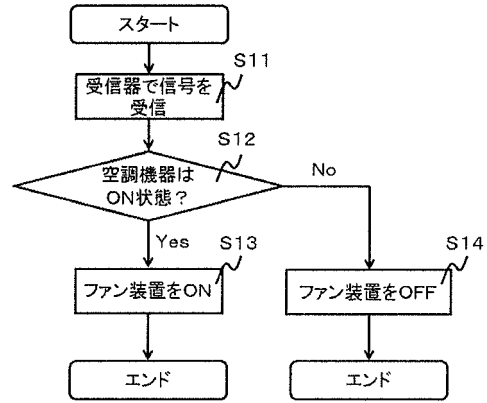 スタート
S11
受信器で信号を
受信
S12
空調機器は
ON状態？
No
Yes
S13
ファン装置をON
S14
ファン装置をOFF
エンド
エンド